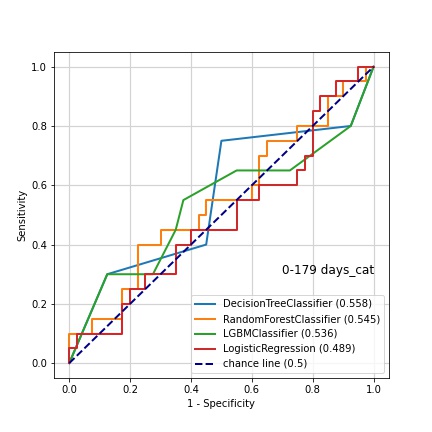 1.0
0.8
0.6
0.4
0.2
0.0
Sensitivity
0-179 days_cat
DecisionTreeClassifier (0.558)
RandomForestClassifier (0.545)
LGBMClassifier (0.536)
LogisticRegression (0.489)
chance line (0.5)
0.0 0.2 0.4 0.6 0.8 1.0
1 - Specificity